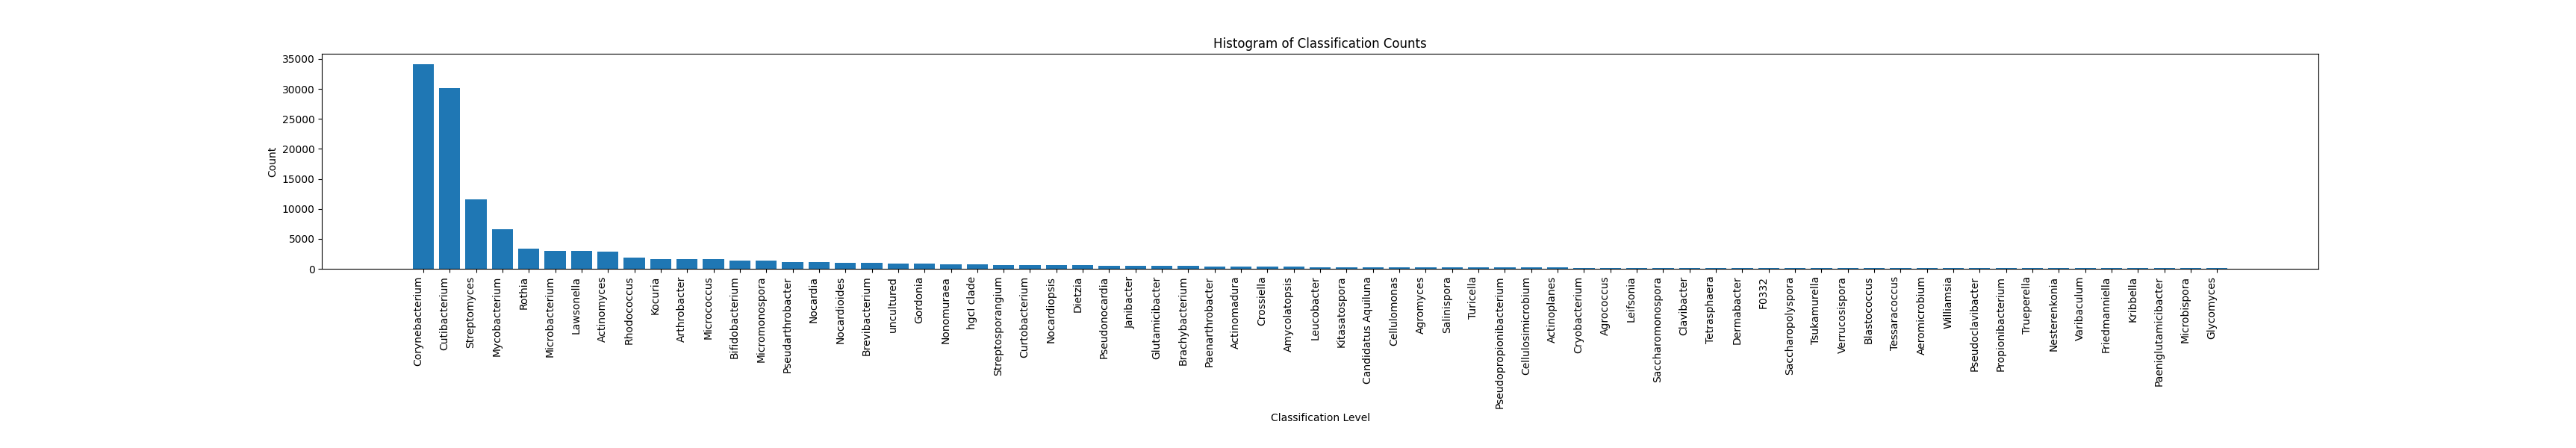 Histogram of Classification Counts
35000
30000
25000
20000
15000
10000
5000
0
Count
Corynebacterium
Cutibacterium
Streptomyces
Mycobacterium
Rothia
Microbacterium
Lawsonella
Actinomyces
Rhodococcus
Kocuria
Arthrobacter
Micrococcus
Bifidobacterium
Micromonospora
Pseudarthrobacter
Nocardia
Nocardioides
Brevibacterium
uncultured
Gordonia
Nonomuraea
hgcI clade
Streptosporangium
Curtobacterium
Nocardiopsis
Dietzia
Pseudonocardia
Janibacter
Glutamicibacter
Brachybacterium
Paenarthrobacter
Actinomadura
Crossiella
Amycolatopsis
Leucobacter
Kitasatospora
Candidatus Aquiluna
Cellulomonas
Agromyces
Salinispora
Turicella
Pseudopropionibacterium
Cellulosimicrobium
Actinoplanes
Cryobacterium
Agrococcus
Leifsonia
Saccharomonospora
Clavibacter
Tetrasphaera
Dermabacter
F0332
Saccharopolyspora
Tsukamurella
Verrucosispora
Blastococcus
Tessaracoccus
Aeromicrobium
Williamsia
Pseudoclavibacter
Propionibacterium
Trueperella
Nesterenkonia
Varibaculum
Friedmanniella
Kribbella
Paeniglutamicibacter
Microbispora
Glycomyces
Classification Level